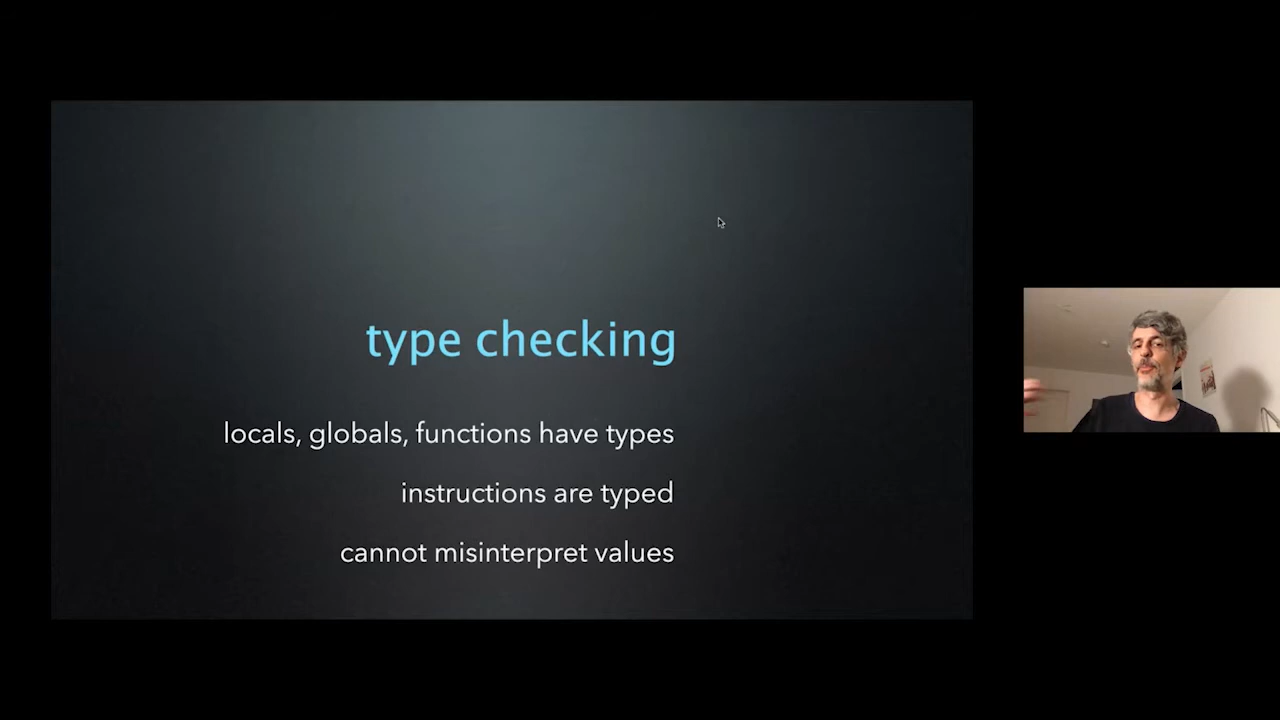 type checking
locals, globals, functions have types
instructions are typed
cannot misinterpret values